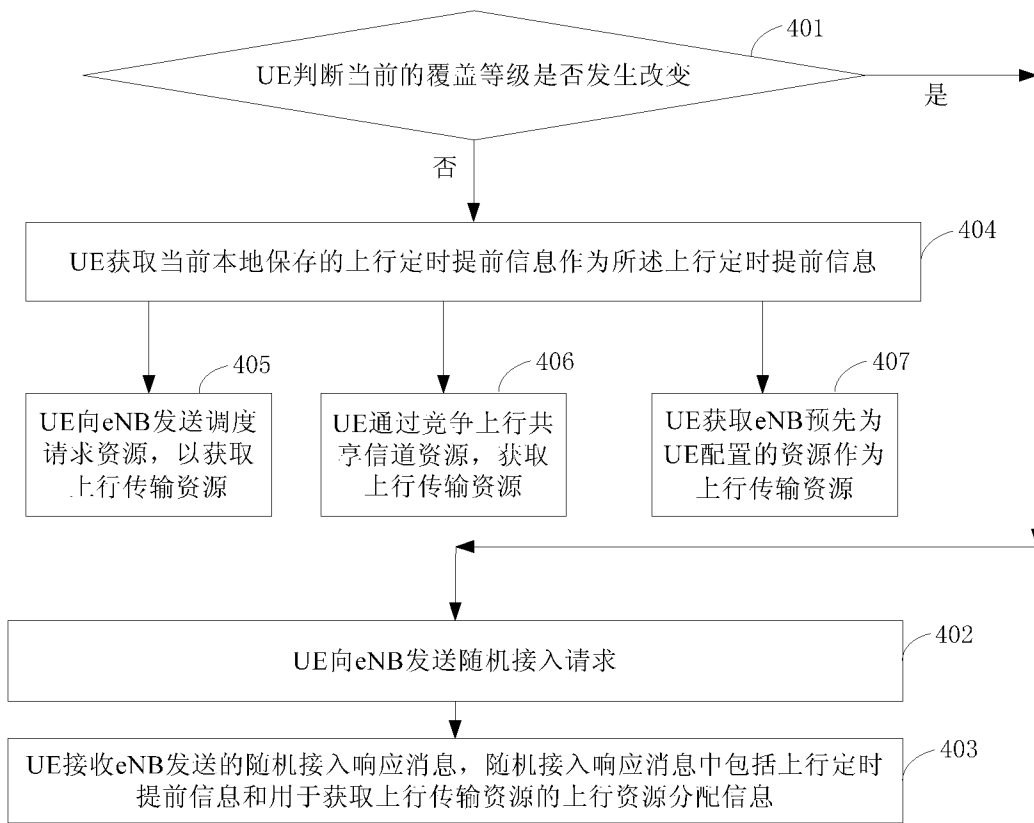 401
UE判断当前的覆盖等级是否发生改变
是
否
404
UE获取当前本地保存的上行定时提前信息作为所述上行定时提前信息
405
UE向eNB发送调度
请求资源，以获取
上行传输资源
406
UE通过竞争上行共
享信道资源，获取
上行传输资源
407
UE获取eNB预先为
UE配置的资源作为
上行传输资源
402
UE向eNB发送随机接入请求
403
UE接收eNB发送的随机接入响应消息，随机接入响应消息中包括上行定时
提前信息和用于获取上行传输资源的上行资源分配信息